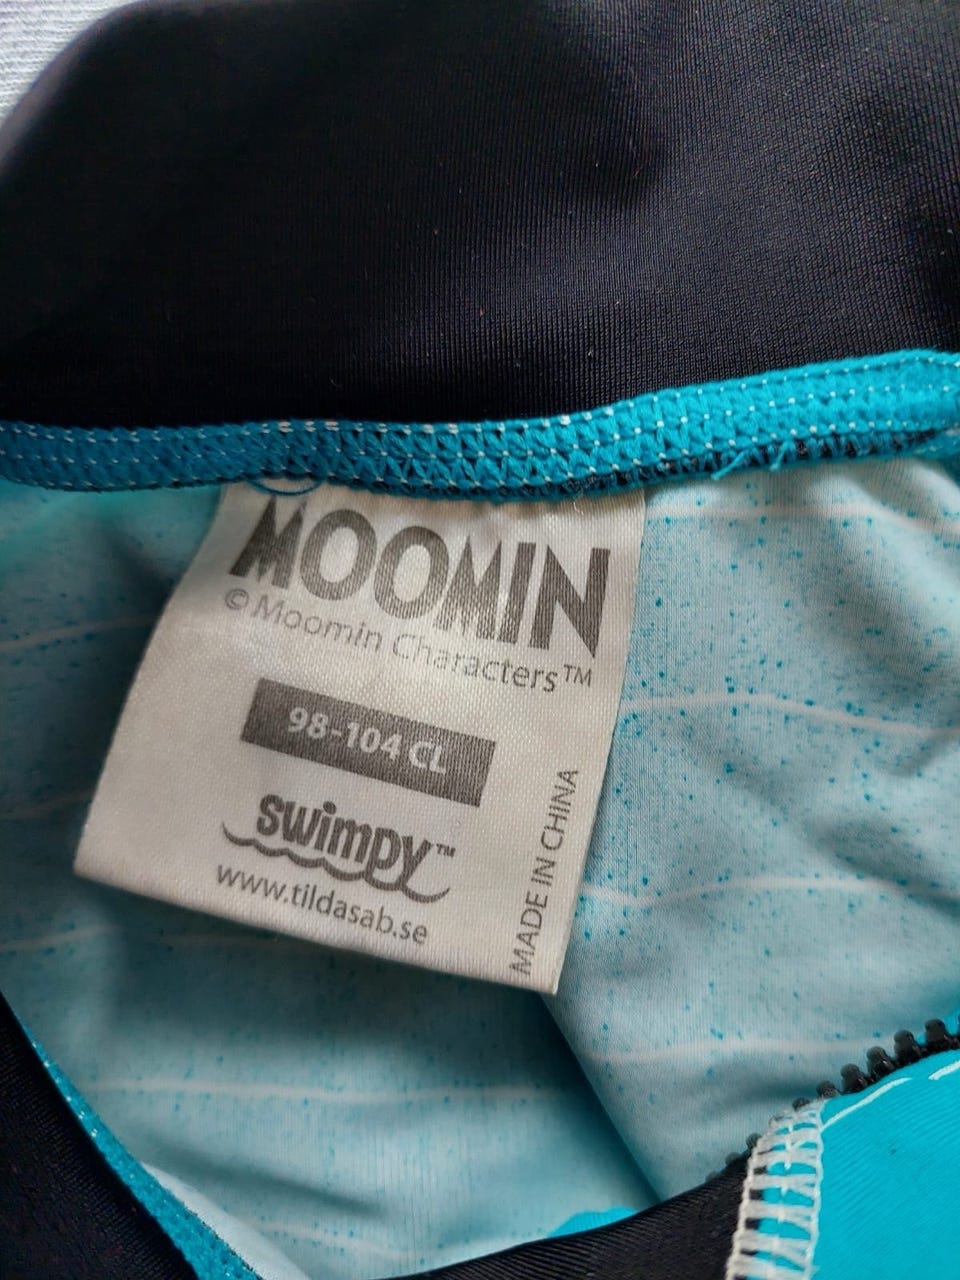 MOOMIN
© Moomin Characters™
98-104 CL
swimpy™
www.tildasab.se
MADE IN CHINA